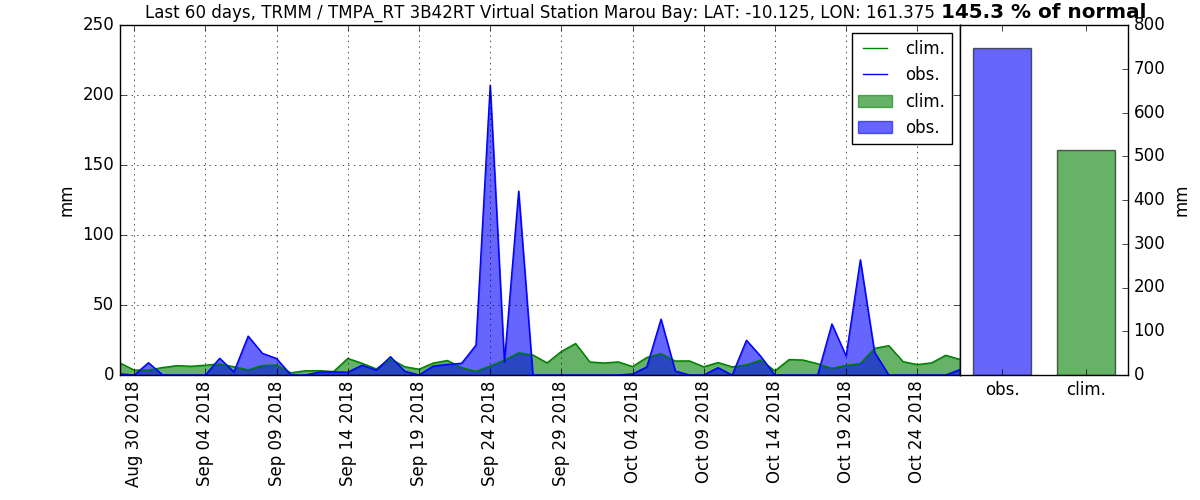 Last 60 days, TRMM / TMPA_RT 3B42RT Virtual Station Marou Bay: LAT: -10.125, LON: 161.375 145.3 % of normal
250
200
150
100
50
0
mm
clim.
obs.
clim.
obs.
800
700
600
500
400
300
200
100
0
mm
Aug 30 2018
Sep 04 2018
Sep 09 2018
Sep 14 2018
Sep 19 2018
Sep 24 2018
Sep 29 2018
Oct 04 2018
Oct 09 2018
Oct 14 2018
Oct 19 2018
Oct 24 2018
obs.
clim.